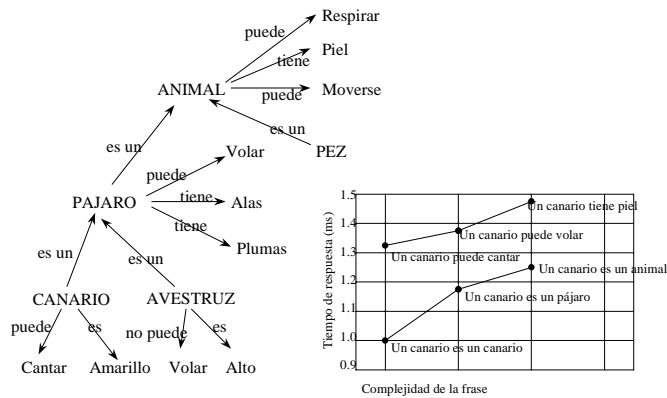 Respirar
puede
Piel
tiene
ANIMAL
puede
Moverse
es un
es un
Volar
PEZ
puede
PAJARO
tiene
Alas
tiene
Plumas
es un
es un
CANARIO
AVESTRUZ
puede
es
no puede
es
Cantar
Amarillo
Volar
Alto
Tiempo de respuesta (ms)
1.5
1.4
1.3
1.2
1.1
1.0
0.9
Un canario tiene piel
Un canario puede volar
Un canario puede cantar
Un canario es un animal
Un canario es un pájaro
Un canario es un canario
Complejidad de la frase